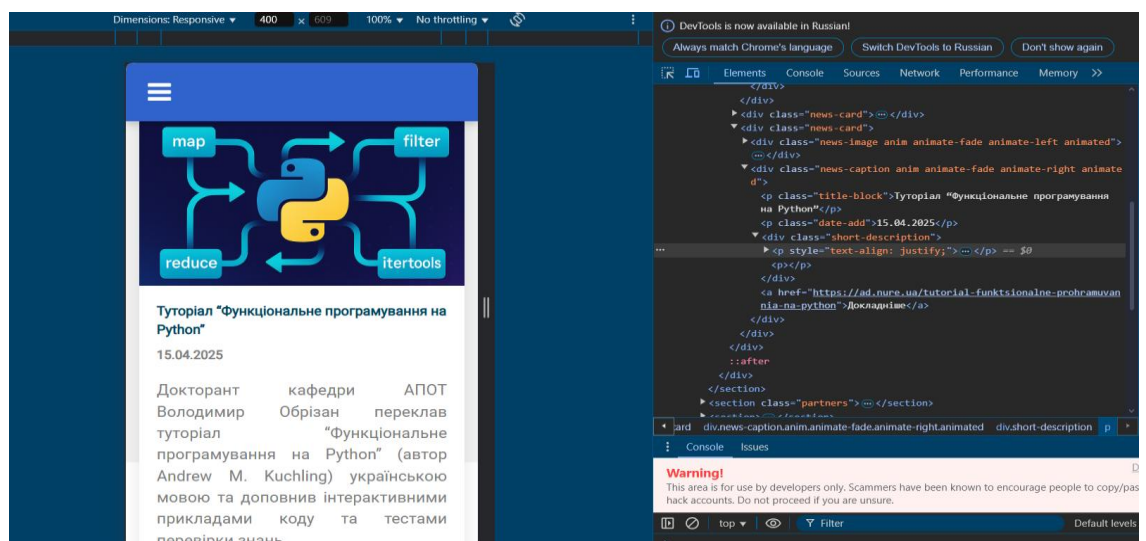 Dimensions: Responsive ▼ 400 x 609 100% ▼ No throttling ▼
map
filter
reduce
itertools
Туторіал “Функціональне програмування на
Python”
15.04.2025
Докторант кафедри АПОТ
Володимир Обрізан переклав
туторіал “Функціональне
програмування на Python” (автор
Andrew M. Kuchling) українською
мовою та доповнив інтерактивними
прикладами коду та тестами
перевірки знань
DevTools is now available in Russian!
Always match Chrome's language Switch DevTools to Russian Don't show again
Elements Console Sources Network Performance Memory >>
</div>
</div>
▶<div class="news-card">⋯</div>
▼<div class="news-card">
▶<div class="news-image anim animate-fade animate-left animated">
⋯</div>
▼<div class="news-caption anim animate-fade animate-right animate
d">
<p class="title-block">Туторіал “Функціональне програмування
на Python”</p>
<p class="date-add">15.04.2025</p>
▼<div class="short-description">
⋯ ▶<p style="text-align: justify;">⋯</p> == $0
<p></p>
</div>
<a href="https://ad.nure.ua/tutorial-funktsionalne-prohramuvan
nia-na-python">Докладніше</a>
</div>
</div>
</div>
::after
</div>
</section>
▶<section class="partners">⋯</section>
ard div.news-caption.anim.animate-fade.animate-right.animated div.short-description p
Console Issues
Warning!
This area is for use by developers only. Scammers have been known to encourage people to copy/pas
hack accounts. Do not proceed if you are unsure.
top ▼ Filter Default levels